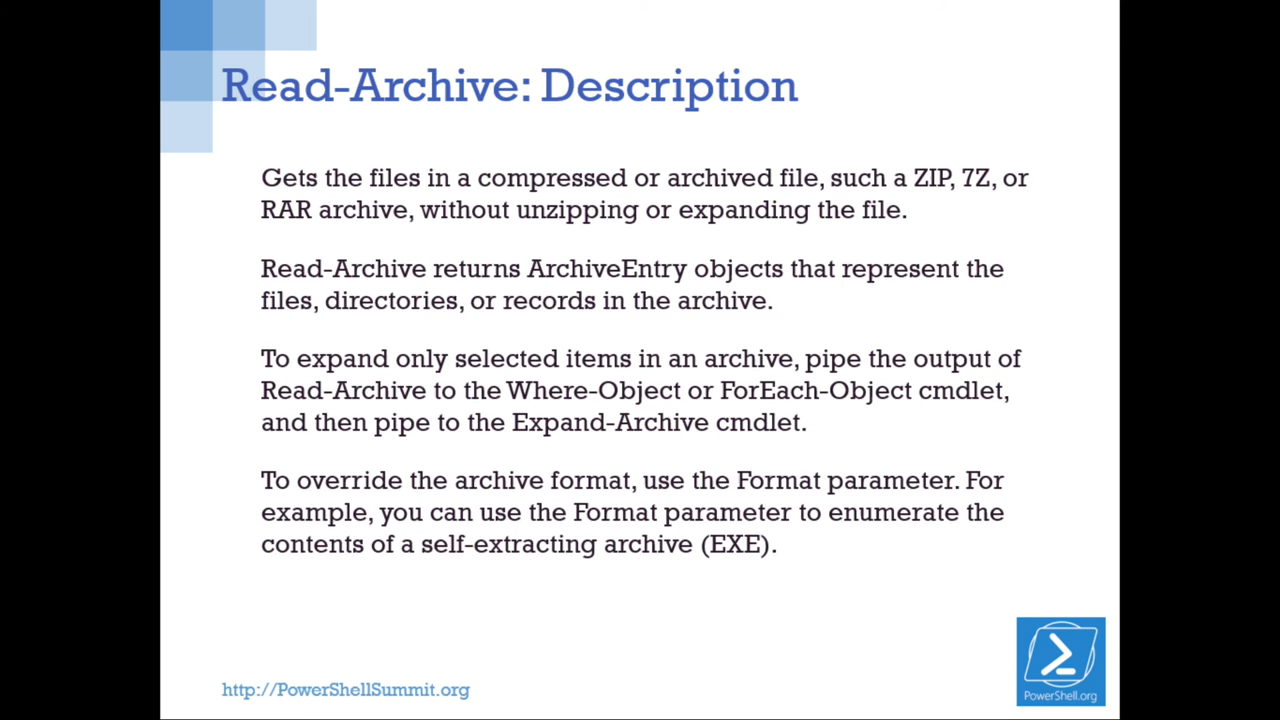 Read-Archive: Description
Gets the files in a compressed or archived file, such a ZIP, 7Z, or
RAR archive, without unzipping or expanding the file.
Read-Archive returns ArchiveEntry objects that represent the
files, directories, or records in the archive.
To expand only selected items in an archive, pipe the output of
Read-Archive to the Where-Object or ForEach-Object cmdlet,
and then pipe to the Expand-Archive cmdlet.
To override the archive format, use the Format parameter. For
example, you can use the Format parameter to enumerate the
contents of a self-extracting archive (EXE).
http://PowerShellSummit.org
PowerShell.org